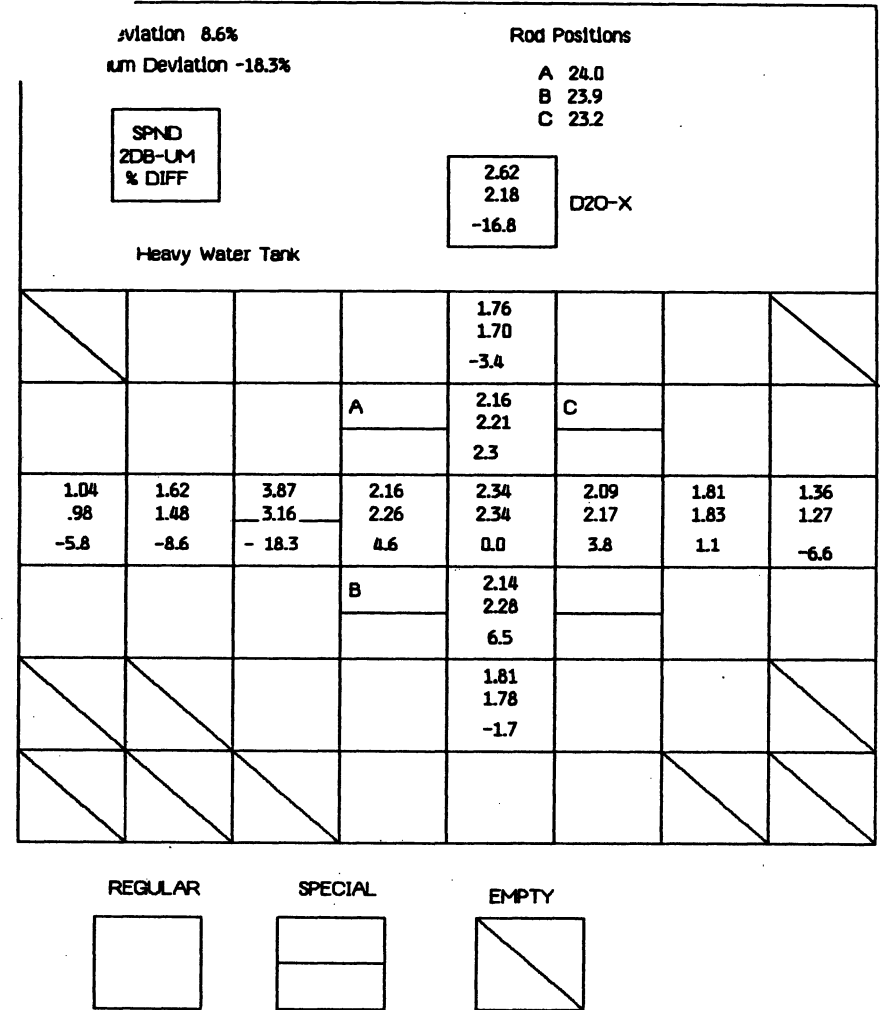 8.6%
Deviation -18.3%
Rod Positions
A 24.0
B 23.9
C 23.2
SPND
2DB-UM
% DIFF
2.62
2.18
-16.8
D2O-X
Heavy Water Tank
1.76
1.70
-3.4
A
2.16
2.21
2.3
C
1.04 1.62 3.87 2.16 2.34 2.09 1.81 1.36
.98 1.48 3.16 2.26 2.34 2.17 1.83 1.27
-5.8 -8.6 - 18.3 4.6 0.0 3.8 1.1 -6.6
B
2.14
2.28
6.5
1.81
1.78
-1.7
REGULAR SPECIAL EMPTY